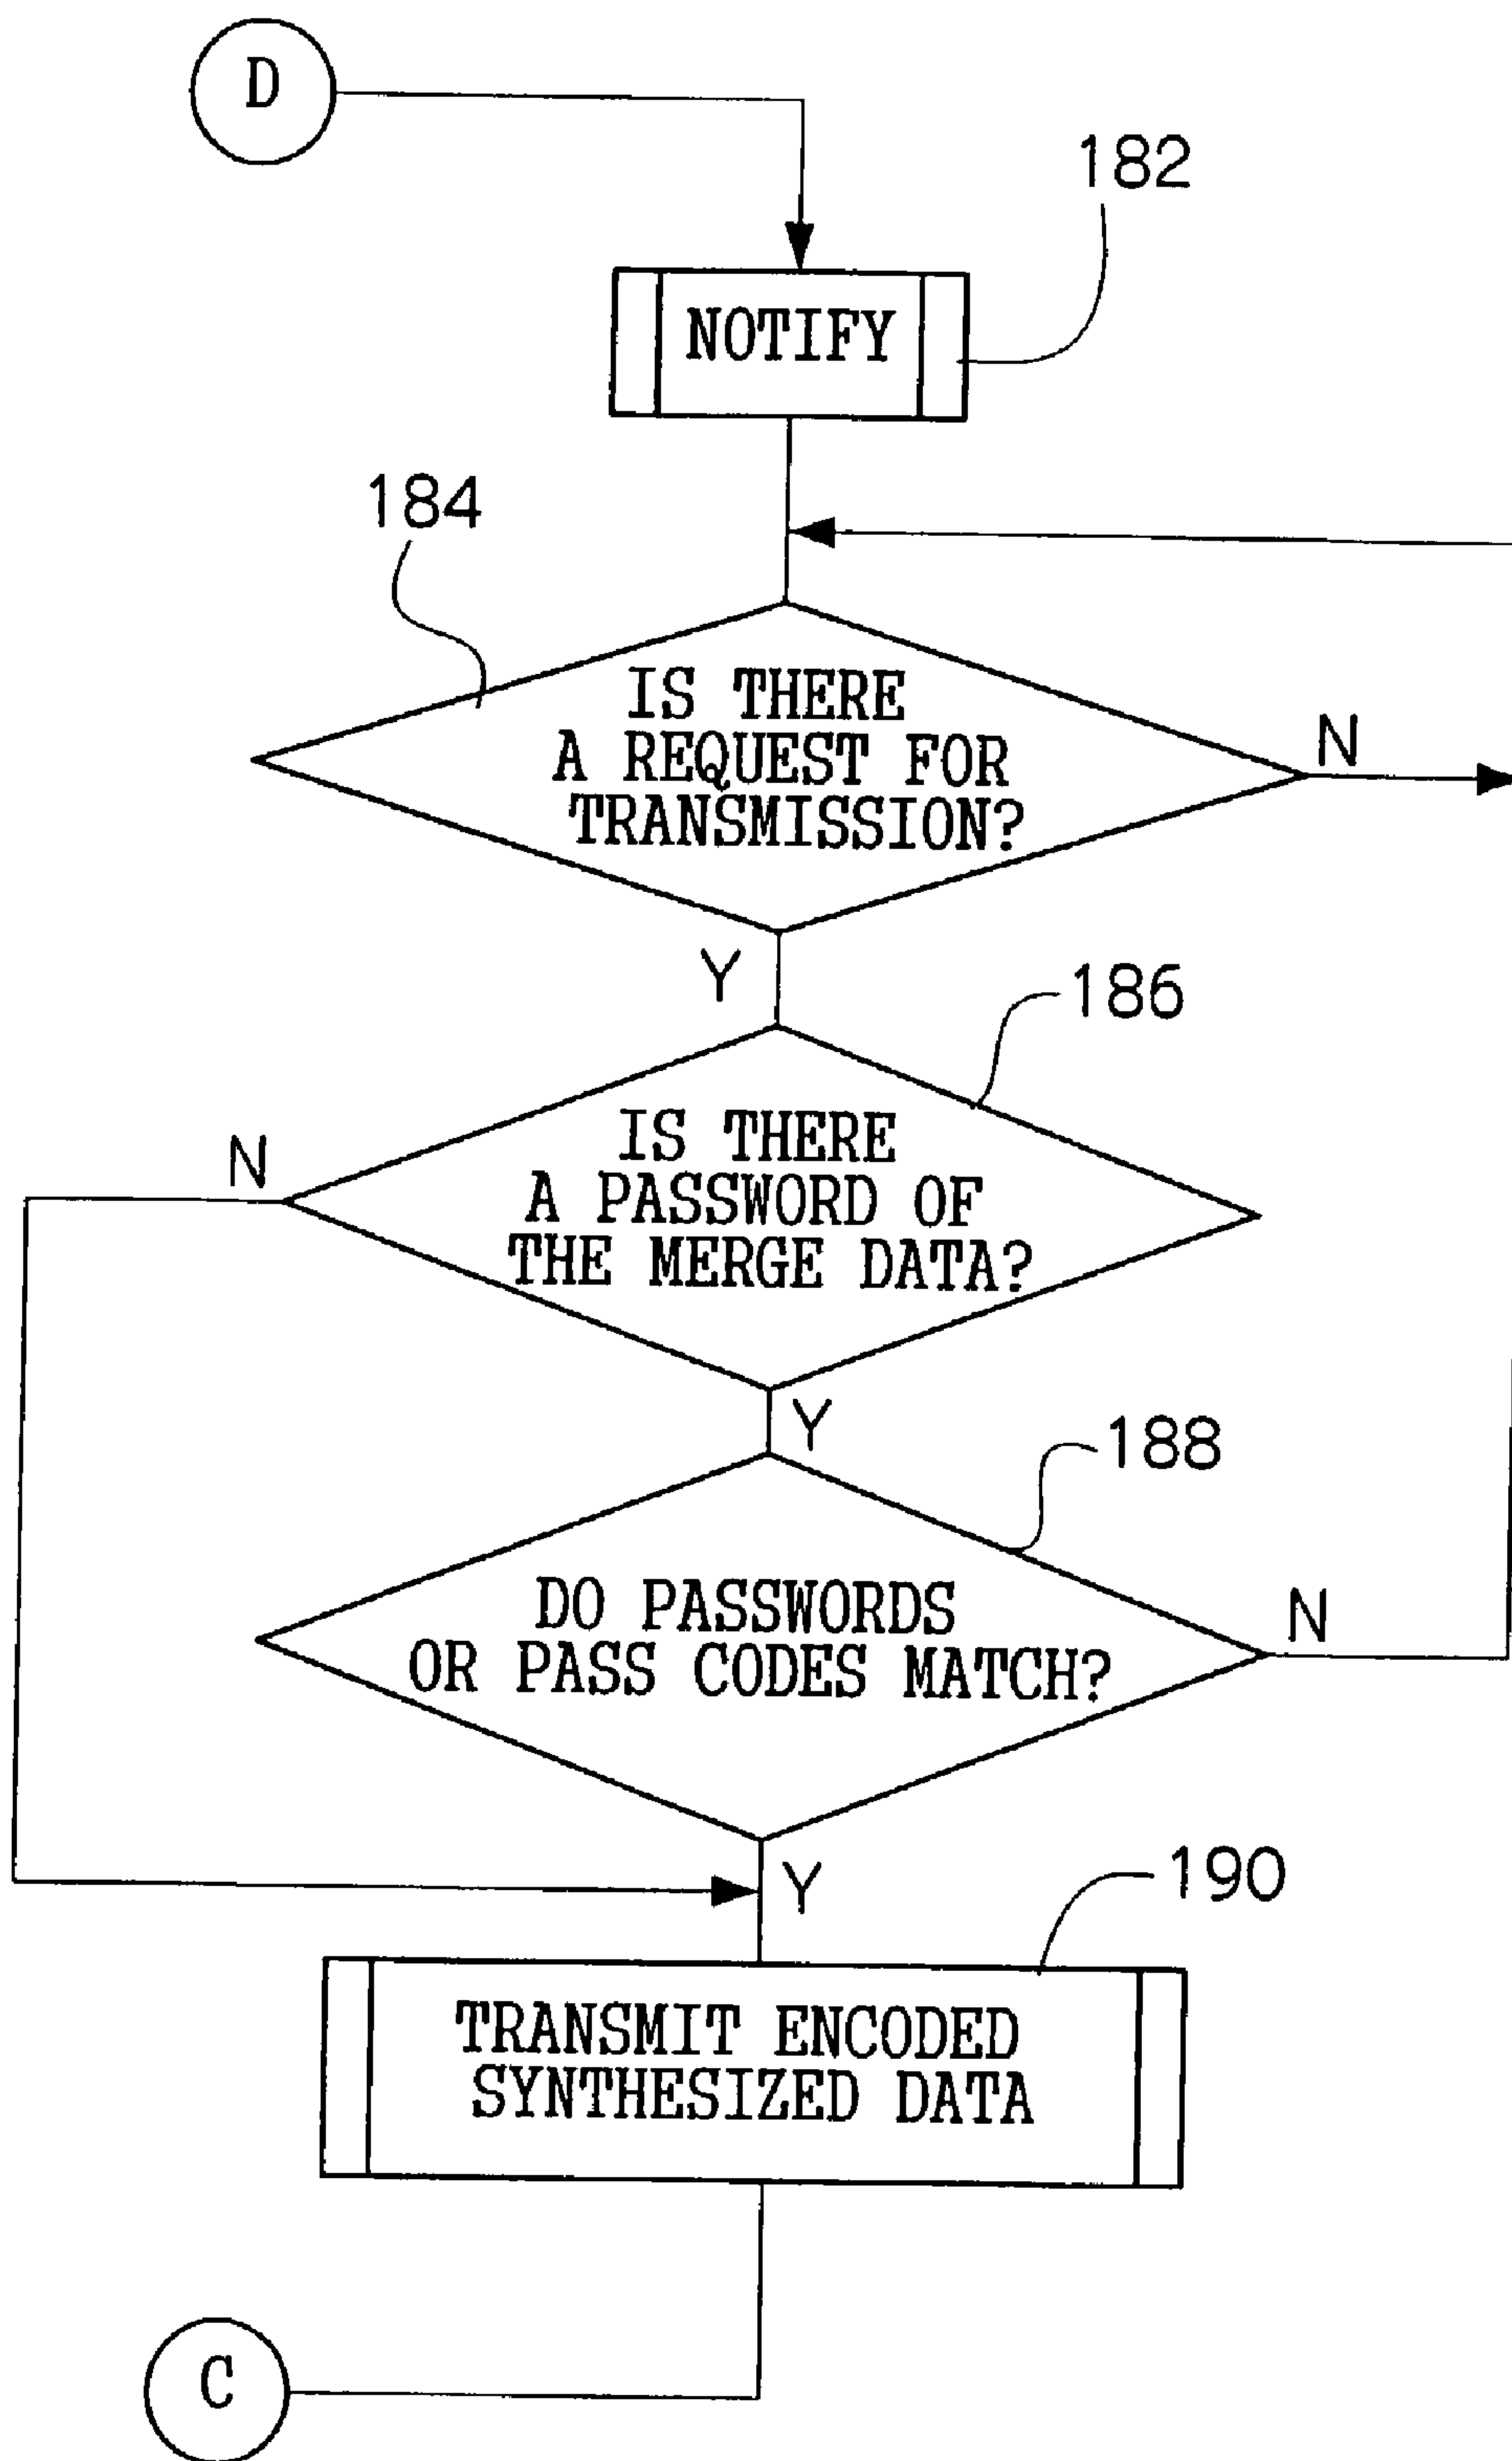 D
182
NOTIFY
184
IS THERE
A REQUEST FOR
TRANSMISSION?
N
Y
186
IS THERE
A PASSWORD OF
THE MERGE DATA?
N
Y
188
DO PASSWORDS
OR PASS CODES MATCH?
N
Y
190
TRANSMIT ENCODED
SYNTHESIZED DATA
C